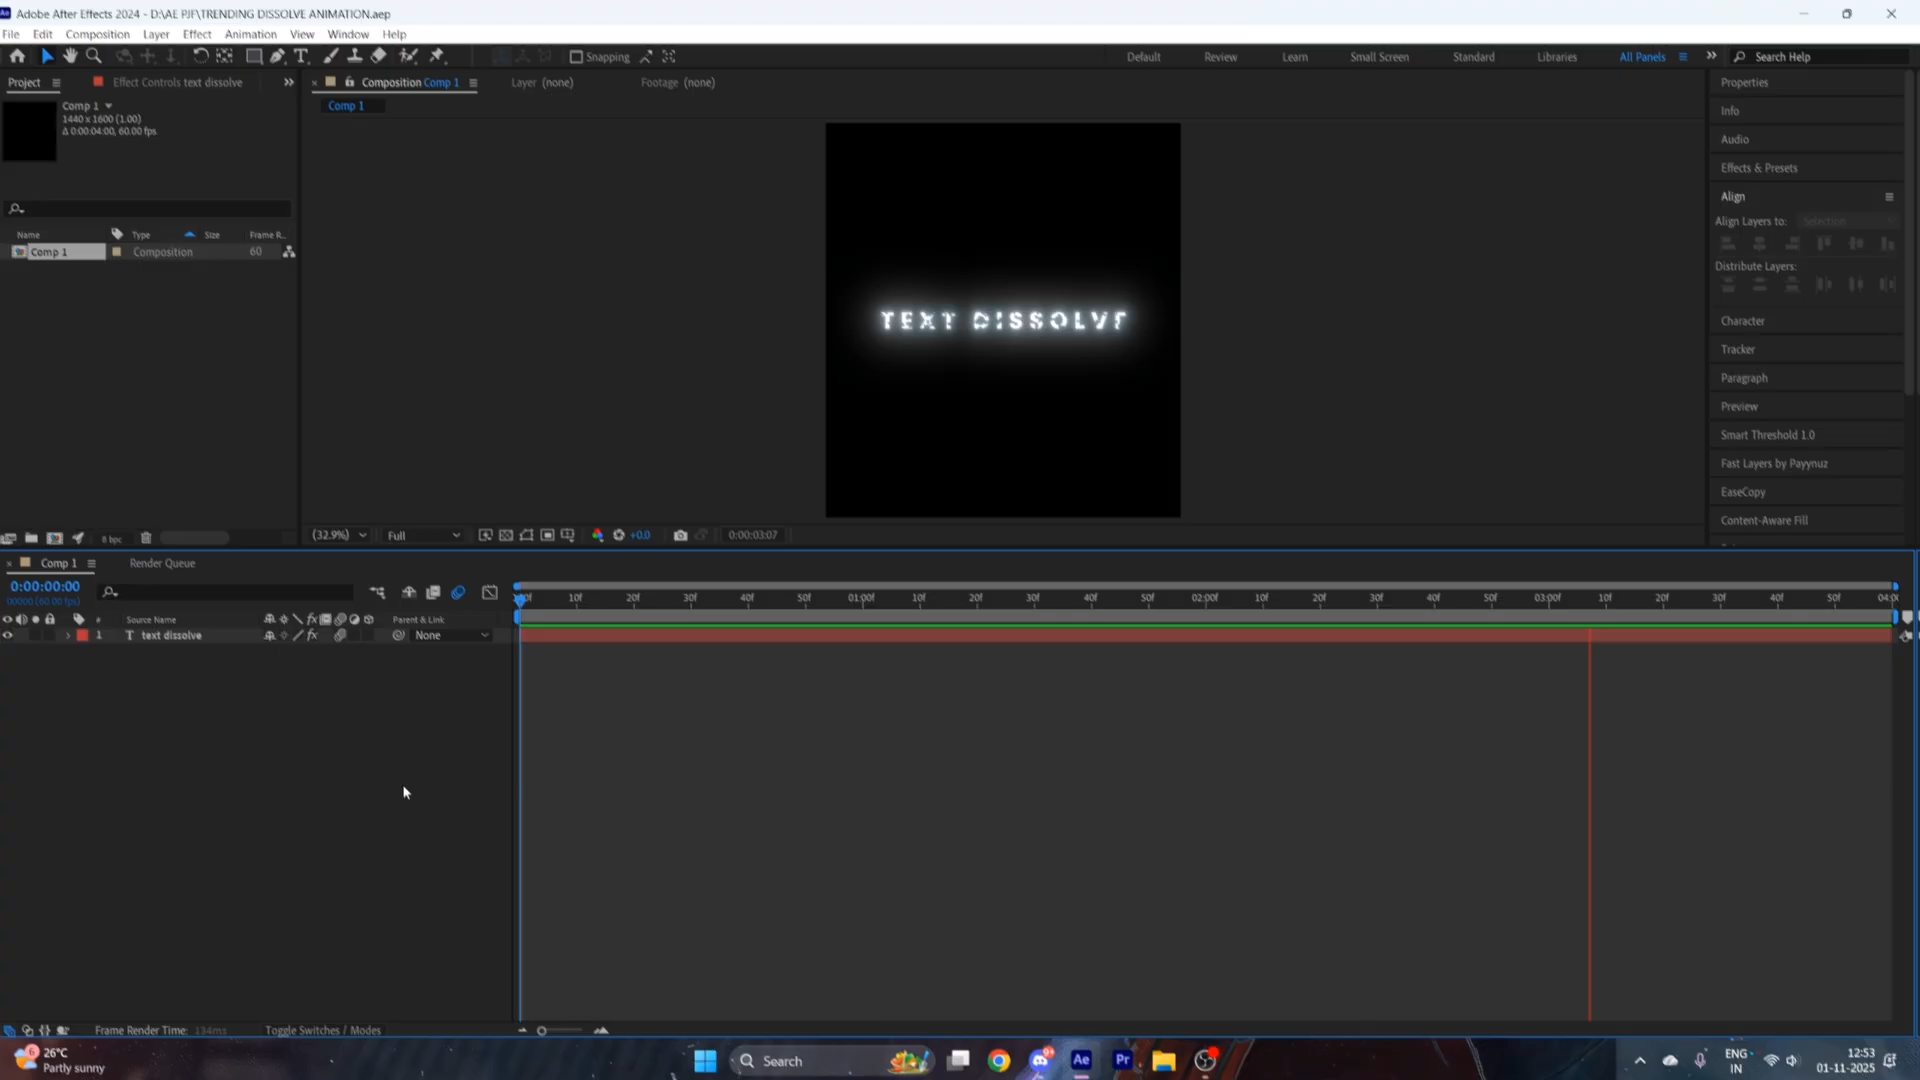 Adobe After Effects 2024 - D:\AE PJF\TRENDING DISSOLVE ANIMATION.aep
File Edit Composition Layer Effect Animation View Window Help
Snapping Default Review Learn Small Screen Standard Libraries All Panels Search Help
Project Effect Controls text dissolve Composition Comp 1 Layer (none) Footage (none)
Comp 1
1440 x 1600 (1.00)
Δ 0:00:04:00, 60.00 fps
Comp 1
Name Type Size Frame R...
Comp 1 Composition 60
TEXT DISSOLVE
Properties
Info
Audio
Effects & Presets
Align
Align Layers to: Selection
Distribute Layers:
Character
Tracker
Paragraph
Preview
Smart Threshold 1.0
Fast Layers by Payynuz
EaseCopy
Content-Aware Fill
8 bpc (32.9%) Full +0.0 0:00:03:07
Comp 1 Render Queue
0:00:00:00
00000 (60.00 fps)
10f 20f 30f 40f 50f 01:00f 10f 20f 30f 40f 50f 02:00f 10f 20f 30f 40f 50f 03:00f 10f 20f 30f 40f 50f 04:00
# Source Name Parent & Link
1 T text dissolve None
Frame Render Time: 134ms Toggle Switches / Modes
26°C
Partly sunny
Search
Ae Pr
ENG
IN
12:53
01-11-2025